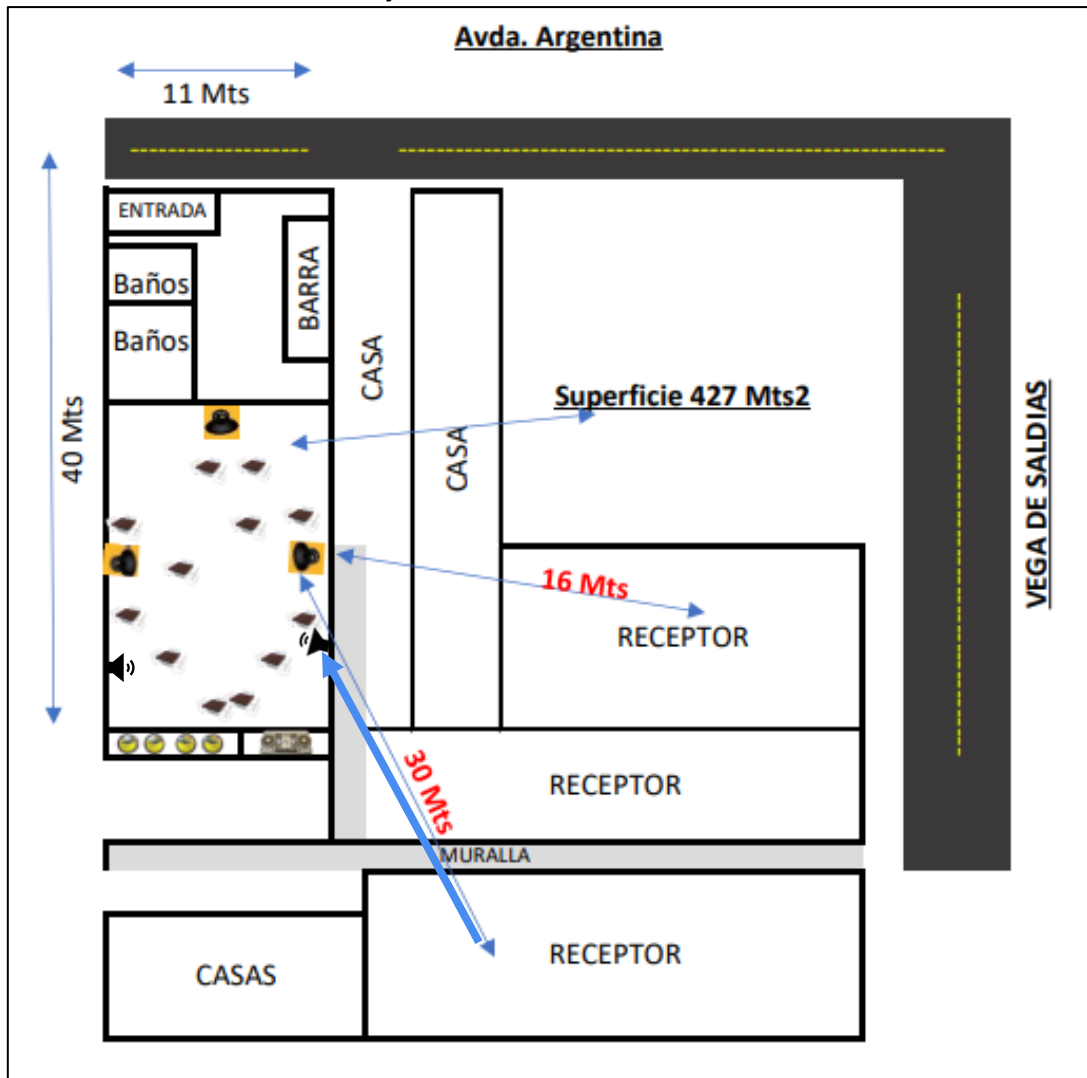 Avda. Argentina
11 Mts
ENTRADA
Baños
BARRA
Baños
CASA
40 Mts
Superficie 427 Mts2
CASA
VEGA DE SALDIAS
16 Mts
RECEPTOR
30 Mts
RECEPTOR
MURALLA
RECEPTOR
CASAS